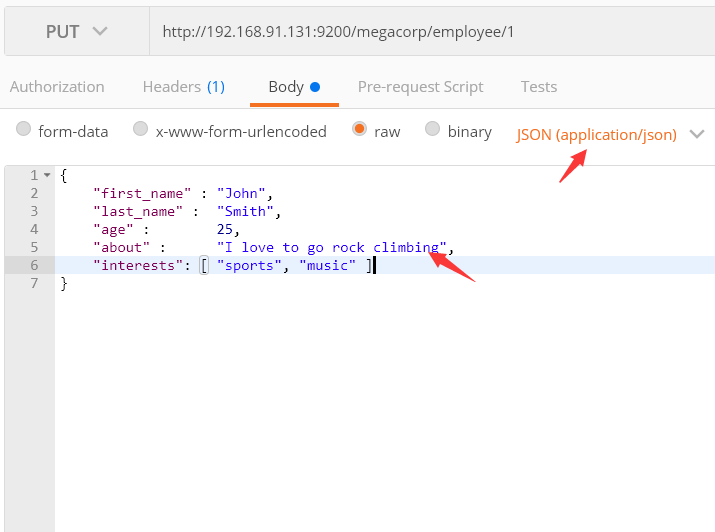 PUT http://192.168.91.131:9200/megacorp/employee/1
Authorization Headers (1) Body Pre-request Script Tests
form-data x-www-form-urlencoded raw binary JSON (application/json)
1 {
2 "first_name" : "John",
3 "last_name" : "Smith",
4 "age" : 25,
5 "about" : "I love to go rock climbing",
6 "interests": [ "sports", "music" ]
7 }